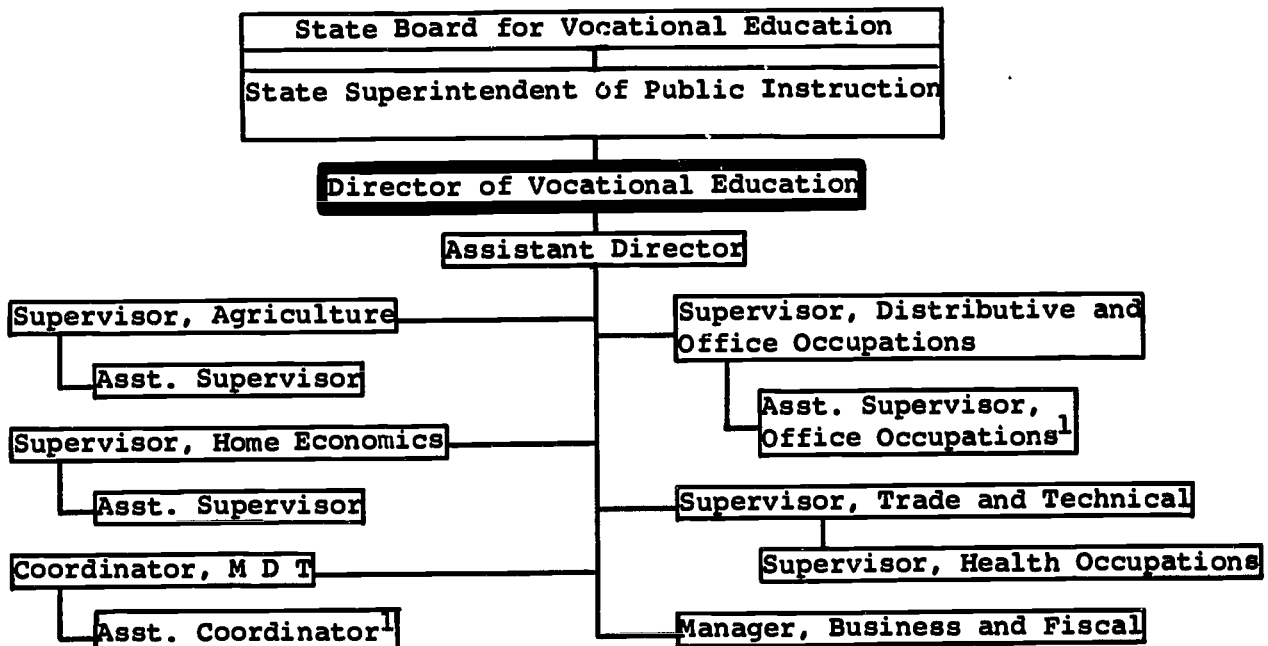 State Board for Vocational Education
State Superintendent of Public Instruction
Director of Vocational Education
Assistant Director
Supervisor, Agriculture
Asst. Supervisor
Supervisor, Home Economics
Asst. Supervisor
Coordinator, M D T
Asst. Coordinator1
Supervisor, Distributive and
Office Occupations
Asst. Supervisor,
Office Occupations1
Supervisor, Trade and Technical
Supervisor, Health Occupations
Manager, Business and Fiscal